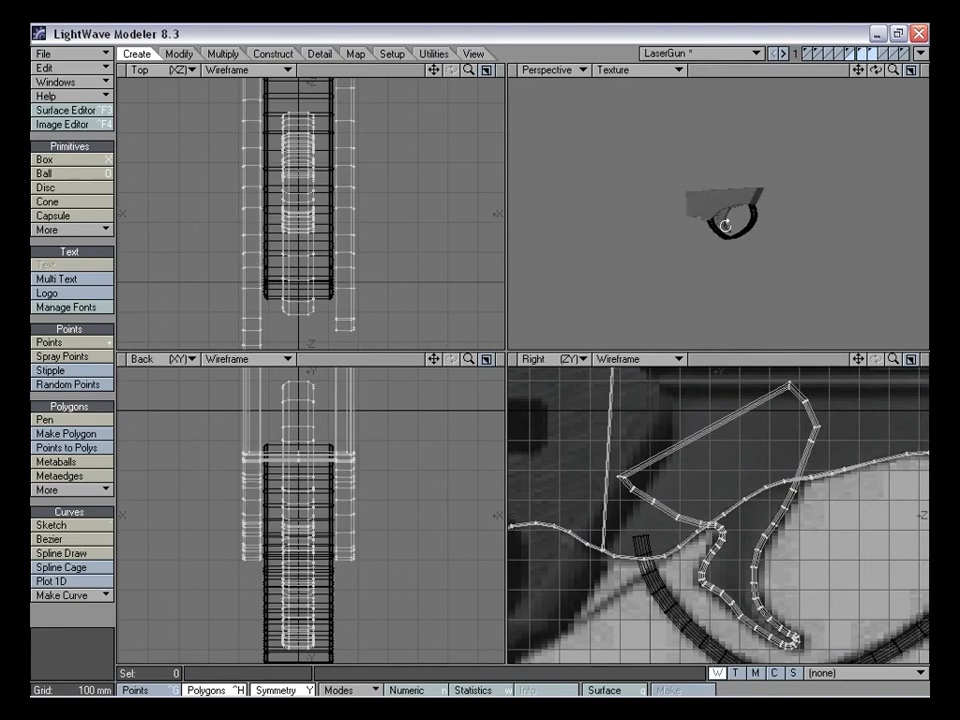 LightWave Modeler 8.3
File
Create Modify Multiply Construct Detail Map Setup Utilities View
LaserGun *
1
Edit
Top (XZ) Wireframe
Perspective Texture
Windows
Help
Surface Editor ^F3
Image Editor ^F4
Primitives
Box X
Ball O
Disc
Cone
Capsule
More
Text
Text
Multi Text
Logo
Manage Fonts
Points
Points +
Spray Points
Back (XY) Wireframe
Right (ZY) Wireframe
Stipple
Random Points
Polygons
Pen
Make Polygon
Points to Polys
Metaballs
Metaedges
More
Curves
Sketch
Bezier
Spline Draw
Spline Cage
Plot 1D
Make Curve
Sel: 0
W T M C S (none)
Grid: 100 mm
Points ^G
Polygons ^H
Symmetry Y
Modes
Numeric n
Statistics w
Info
Surface q
Make